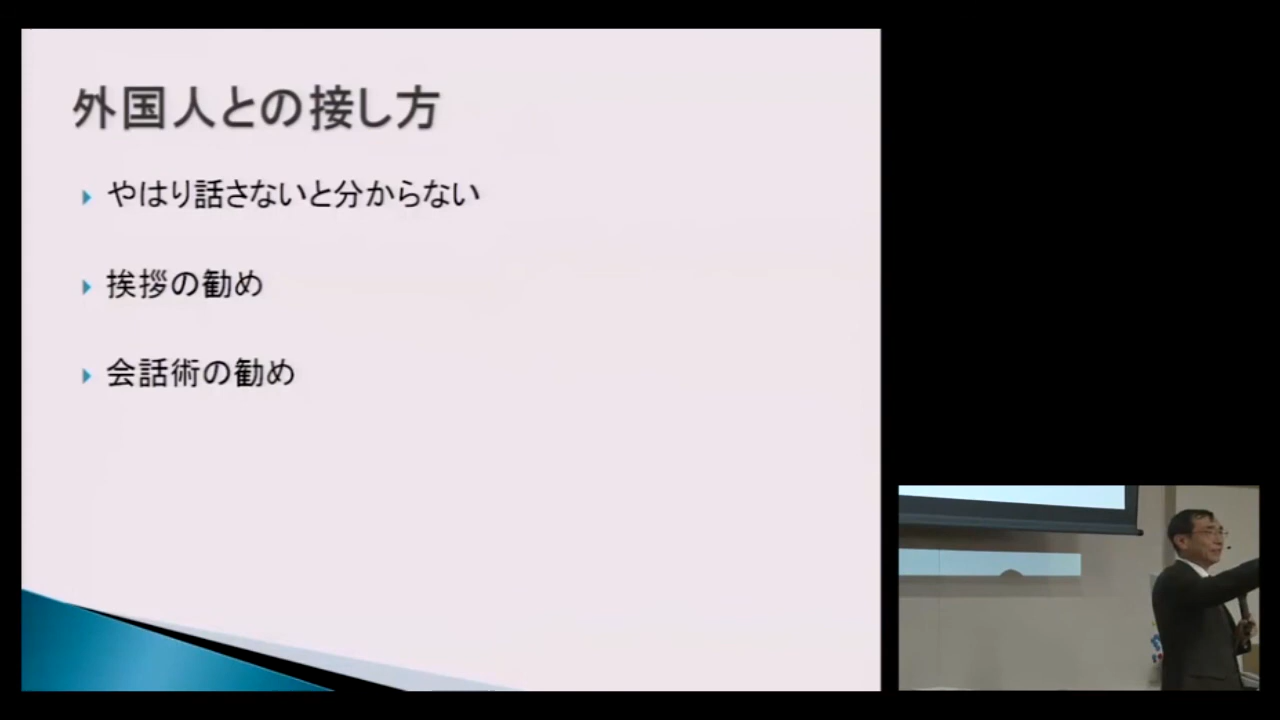 外国人との接し方
やはり話さないと分からない
挨拶の勧め
会話術の勧め